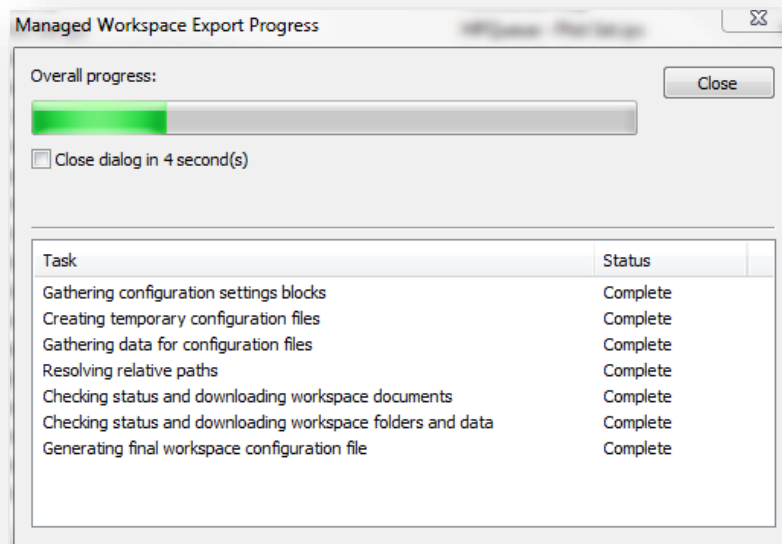 Managed Workspace Export Progress
Overall progress:
Close
Close dialog in 4 second(s)
Task Status
Gathering configuration settings blocks Complete
Creating temporary configuration files Complete
Gathering data for configuration files Complete
Resolving relative paths Complete
Checking status and downloading workspace documents Complete
Checking status and downloading workspace folders and data Complete
Generating final workspace configuration file Complete